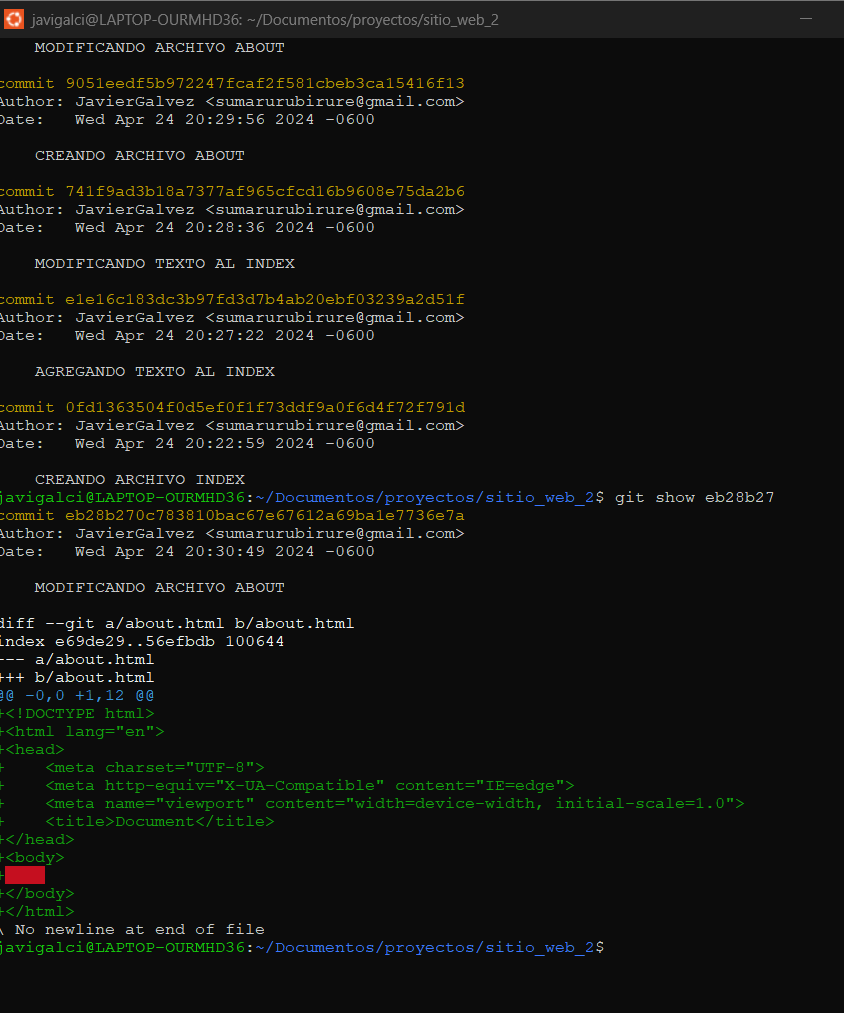 javigalci@LAPTOP-OURMHD36: ~/Documentos/proyectos/sitio_web_2
MODIFICANDO ARCHIVO ABOUT
commit 9051eedf5b972247fcaf2f581cbeb3ca15416f13
Author: JavierGalvez <sumarurubirure@gmail.com>
Date:   Wed Apr 24 20:29:56 2024 -0600
CREANDO ARCHIVO ABOUT
commit 741f9ad3b18a7377af965cfcd16b9608e75da2b6
Author: JavierGalvez <sumarurubirure@gmail.com>
Date:   Wed Apr 24 20:28:36 2024 -0600
MODIFICANDO TEXTO AL INDEX
commit e1e16c183dc3b97fd3d7b4ab20ebf03239a2d51f
Author: JavierGalvez <sumarurubirure@gmail.com>
Date:   Wed Apr 24 20:27:22 2024 -0600
AGREGANDO TEXTO AL INDEX
commit 0fd1363504f0d5ef0f1f73ddf9a0f6d4f72f791d
Author: JavierGalvez <sumarurubirure@gmail.com>
Date:   Wed Apr 24 20:22:59 2024 -0600
CREANDO ARCHIVO INDEX
javigalci@LAPTOP-OURMHD36:~/Documentos/proyectos/sitio_web_2$ git show eb28b27
commit eb28b270c783810bac67e67612a69ba1e7736e7a
Author: JavierGalvez <sumarurubirure@gmail.com>
Date:   Wed Apr 24 20:30:49 2024 -0600
MODIFICANDO ARCHIVO ABOUT
diff --git a/about.html b/about.html
index e69de29..56efbdb 100644
--- a/about.html
+++ b/about.html
@@ -0,0 +1,12 @@
+<!DOCTYPE html>
+<html lang="en">
+<head>
+    <meta charset="UTF-8">
+    <meta http-equiv="X-UA-Compatible" content="IE=edge">
+    <meta name="viewport" content="width=device-width, initial-scale=1.0">
+    <title>Document</title>
+</head>
+<body>
+
+</body>
+</html>
\ No newline at end of file
javigalci@LAPTOP-OURMHD36:~/Documentos/proyectos/sitio_web_2$